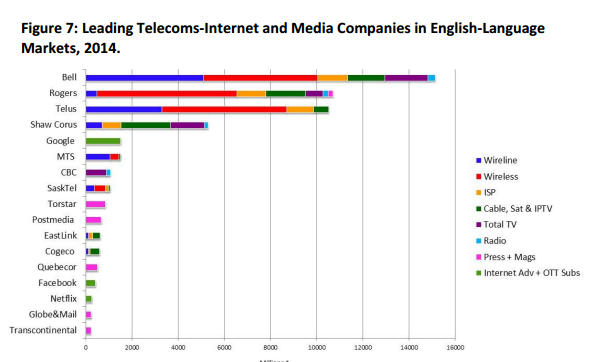 Figure 7: Leading Telecoms-Internet and Media Companies in English-Language
Markets, 2014.
Bell
Rogers
Telus
Shaw Corus
Google
MTS
CBC
SaskTel
Torstar
Postmedia
EastLink
Cogeco
Quebecor
Facebook
Netflix
Globe&Mail
Transcontinental
Wireline
Wireless
ISP
Cable, Sat & IPTV
Total TV
Radio
Press + Mags
Internet Adv + OTT Subs
0 2000 4000 6000 8000 10000 12000 14000 16000